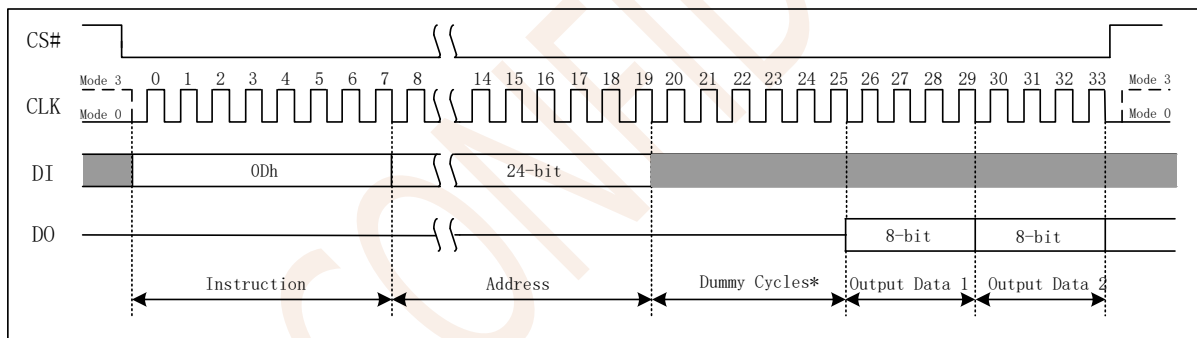 CS#
Mode 3 0 1 2 3 4 5 6 7 8 14 15 16 17 18 19 20 21 22 23 24 25 26 27 28 29 30 31 32 33 Mode 3
CLK
Mode 0 Mode 0
DI 0Dh 24-bit
DO 8-bit 8-bit
Instruction Address Dummy Cycles* Output Data 1 Output Data 2
CONFID